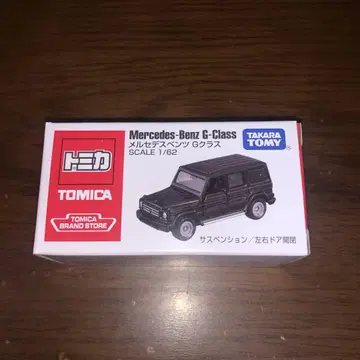 Mercedes-Benz G-Class
メルセデスベンツ Gクラス
SCALE 1/62
TAKARA
TOMY
トミカ
TOMICA
TOMICA
BRAND STORE
サスペンション/左右ドア開閉